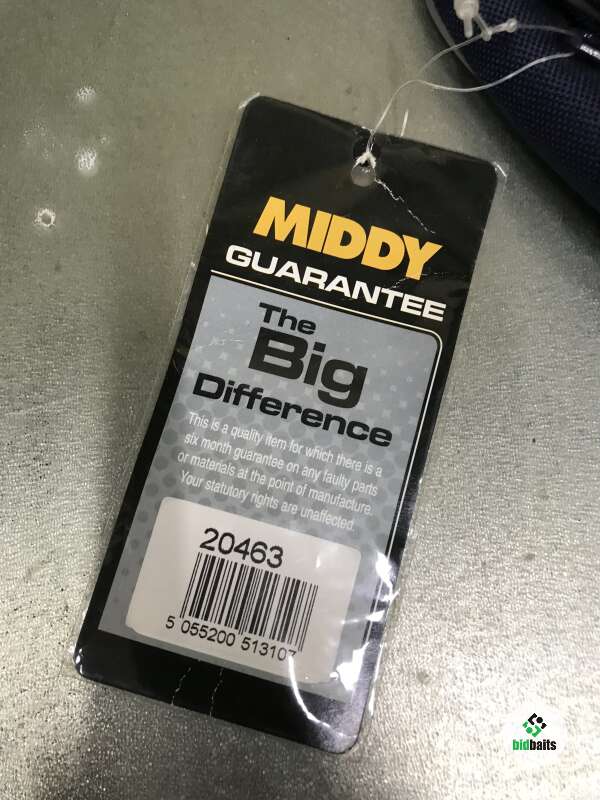 MIDDY
GUARANTEE
The
Big
Difference
This is a quality item for which there is a
six month guarantee on any faulty parts
or materials at the point of manufacture.
Your statutory rights are unaffected.
20463
5 055200 513107
bidbaits